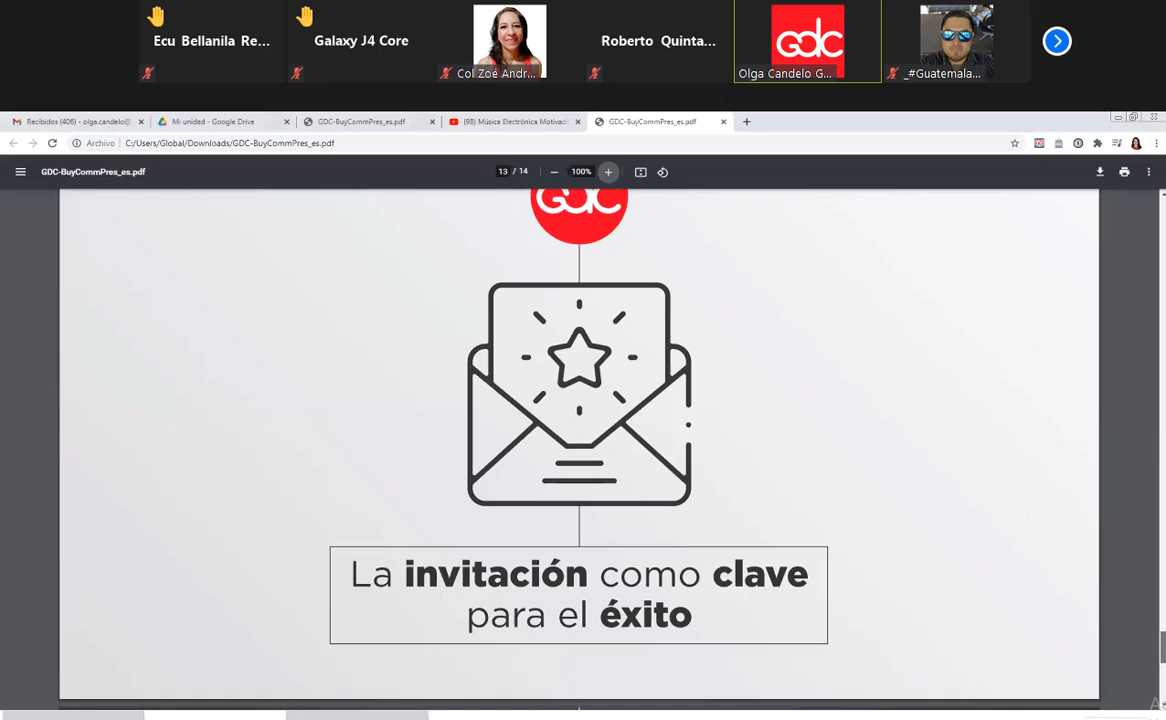 Ecu Bellanila Re...
Galaxy J4 Core
Col Zoé Andr...
Roberto Quinta...
gdc
Olga Candelo G...
_#Guatemala...
Recibidos (406) - olga.candelo@
Mi unidad - Google Drive
GDC-BuyCommPres_es.pdf
(98) Música Electrónica Motivado
GDC-BuyCommPres_es.pdf
Archivo
C:/Users/Global/Downloads/GDC-BuyCommPres_es.pdf
GDC-BuyCommPres_es.pdf
13 / 14
100%
GDC
La invitación como clave
para el éxito